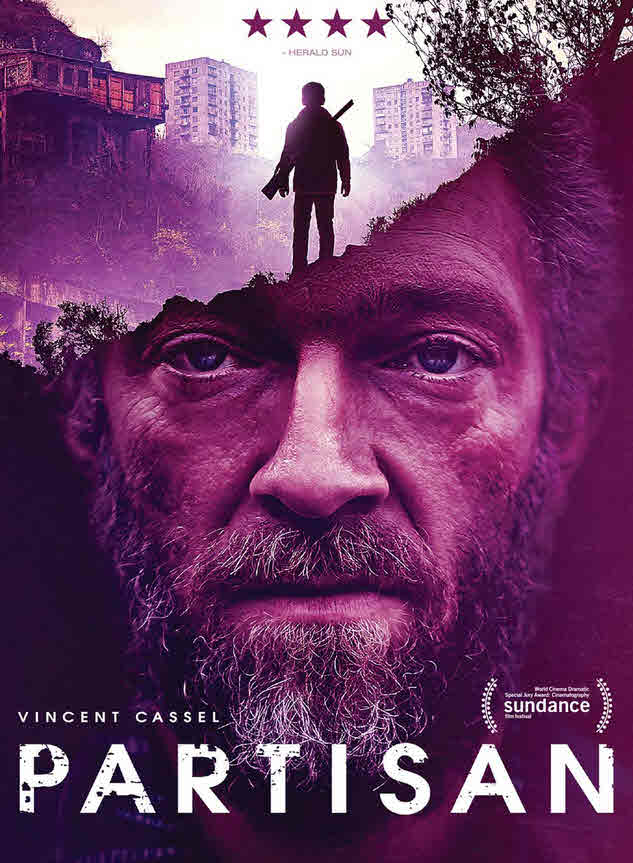 - HERALD SUN
VINCENT CASSEL
World Cinema Dramatic
Special Jury Award: Cinematography
sundance
film festival
PARTISAN